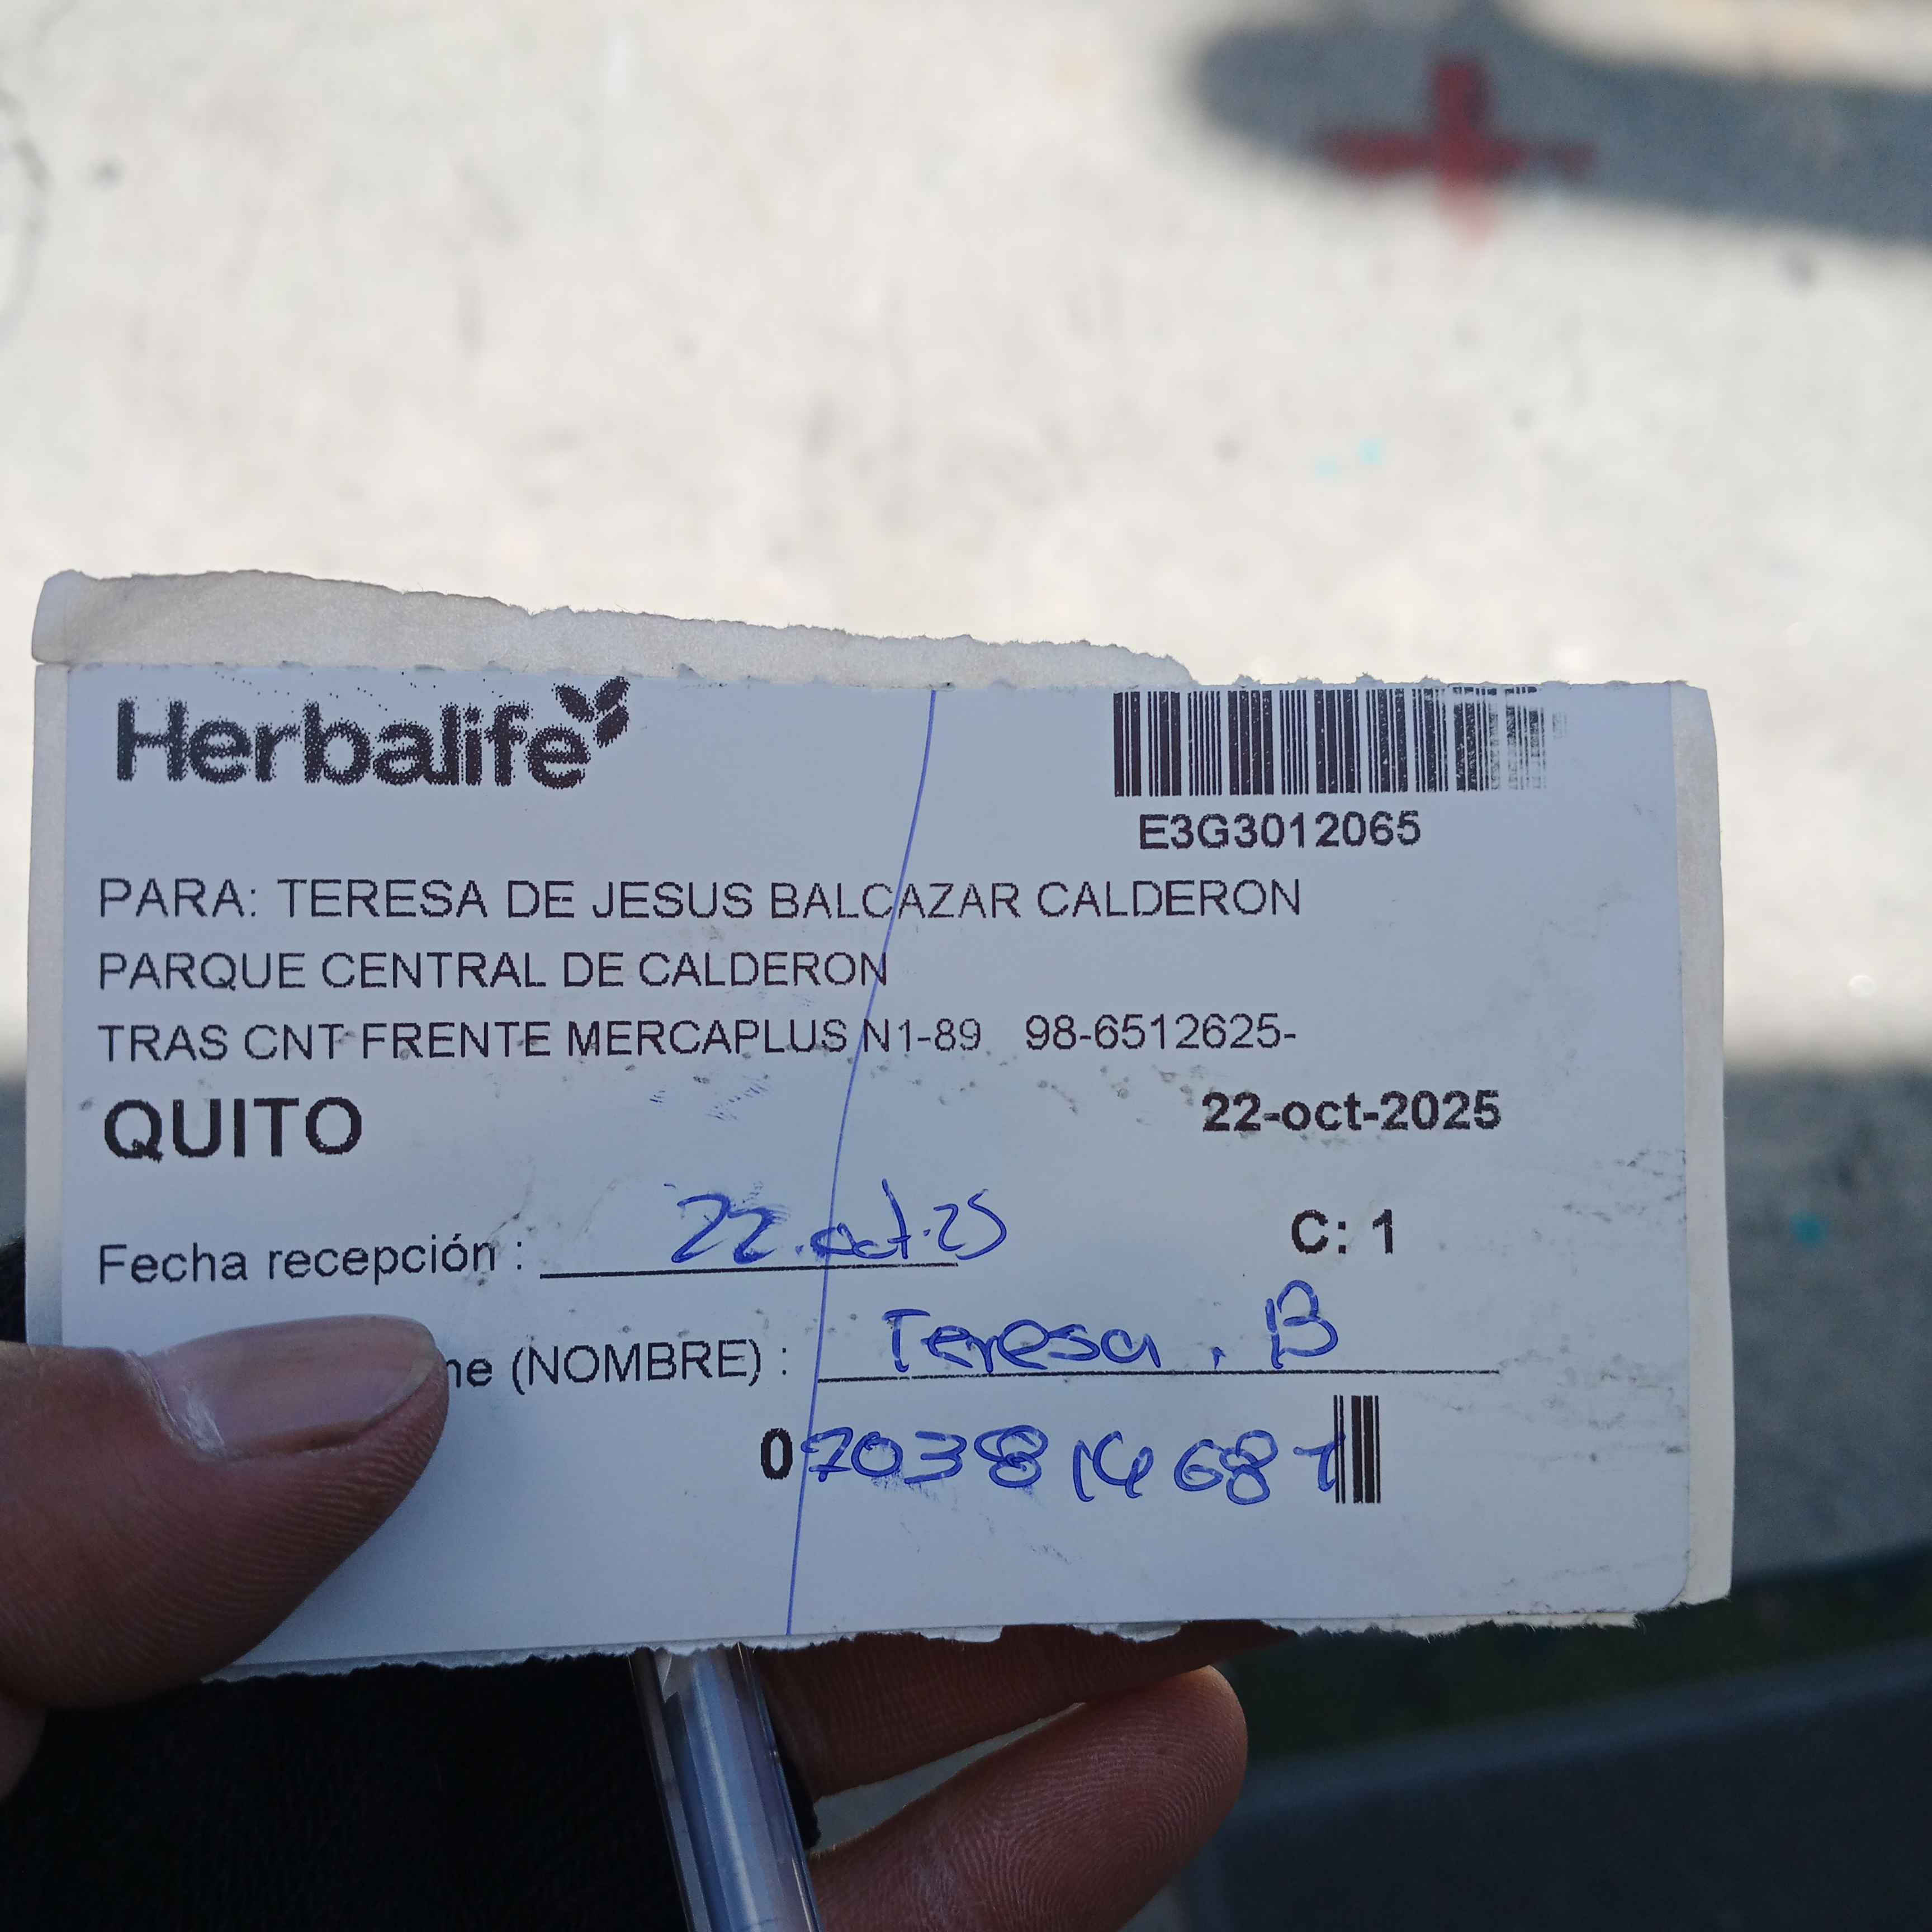 Herbalife
E3G3012065
PARA: TERESA DE JESUS BALCAZAR CALDERON
PARQUE CENTRAL DE CALDERON
TRAS CNT FRENTE MERCAPLUS N1-89 98-6512625-
QUITO 22-oct-2025
Fecha recepción : 22.oct.25 C: 1
(NOMBRE) : Teresa . B
0703814687